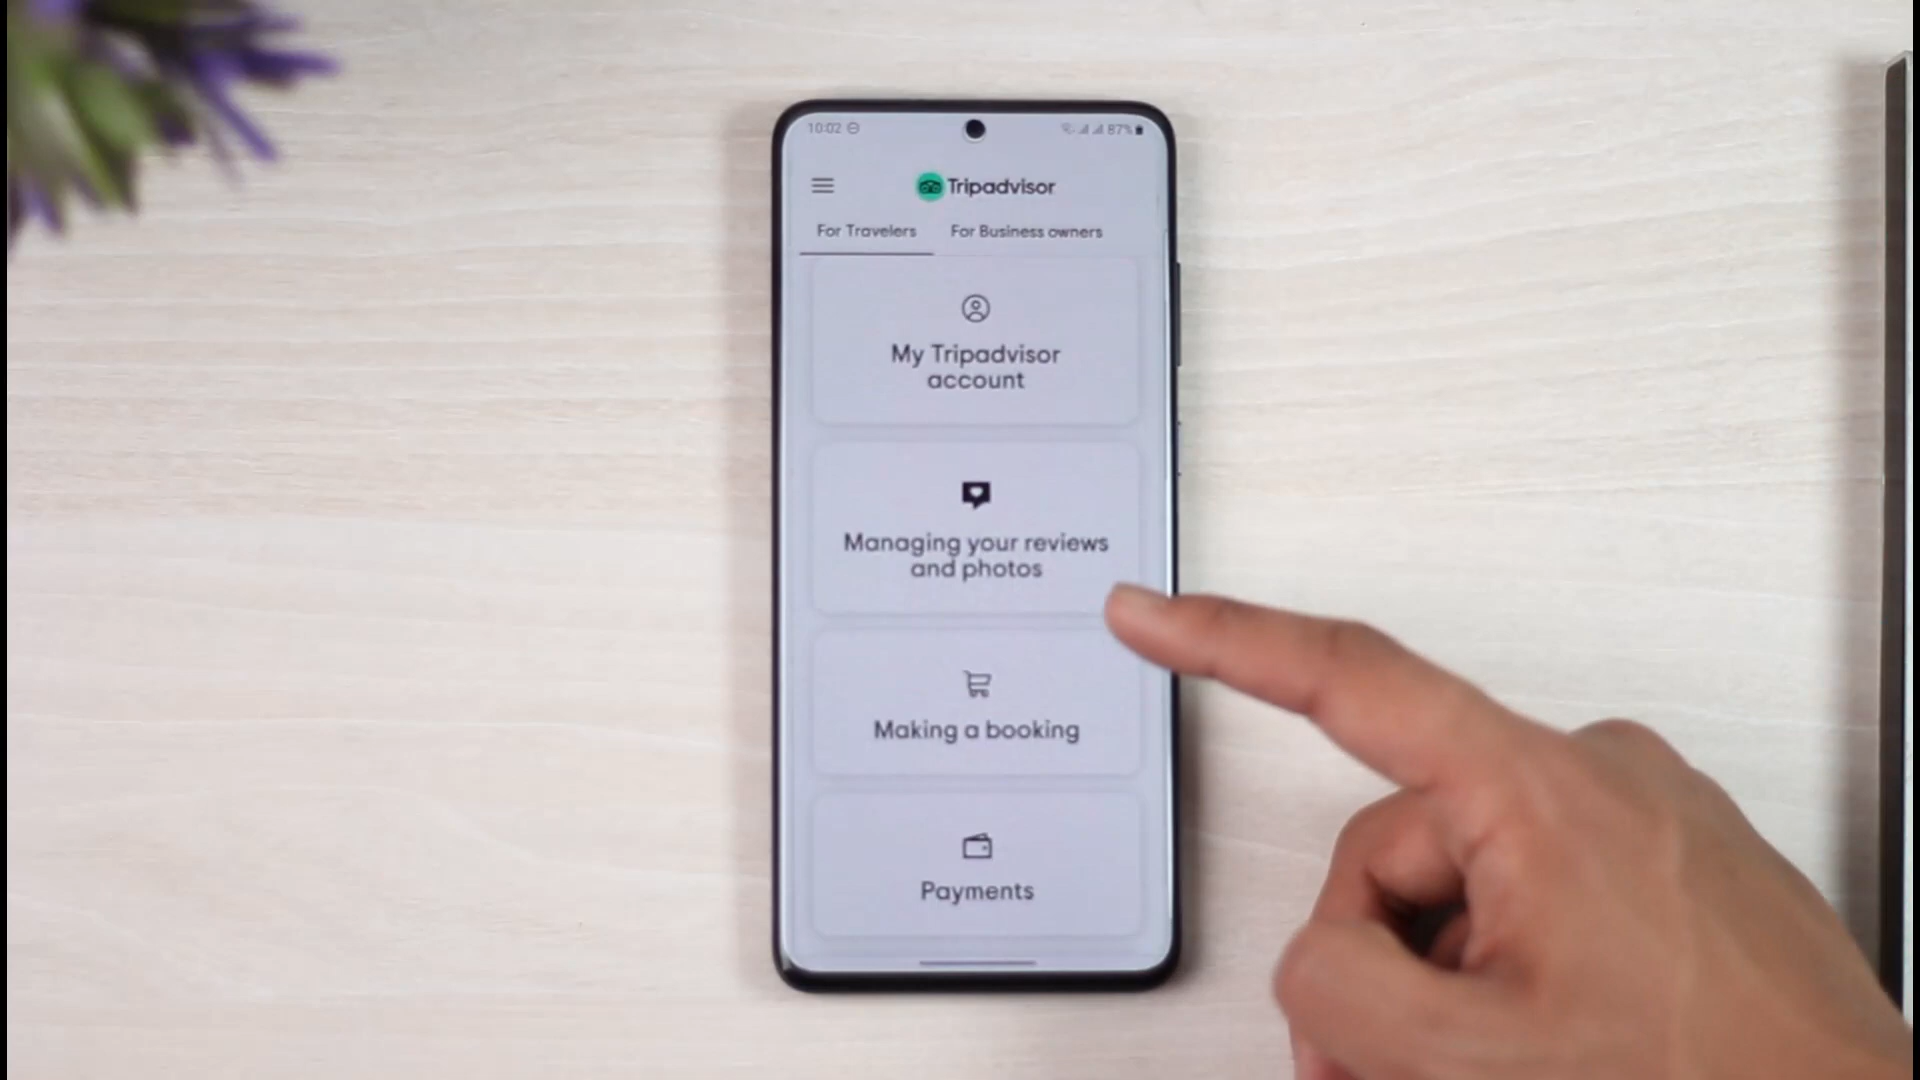 10:02
87%
Tripadvisor
For Travelers For Business owners
My Tripadvisor
account
Managing your reviews
and photos
Making a booking
Payments